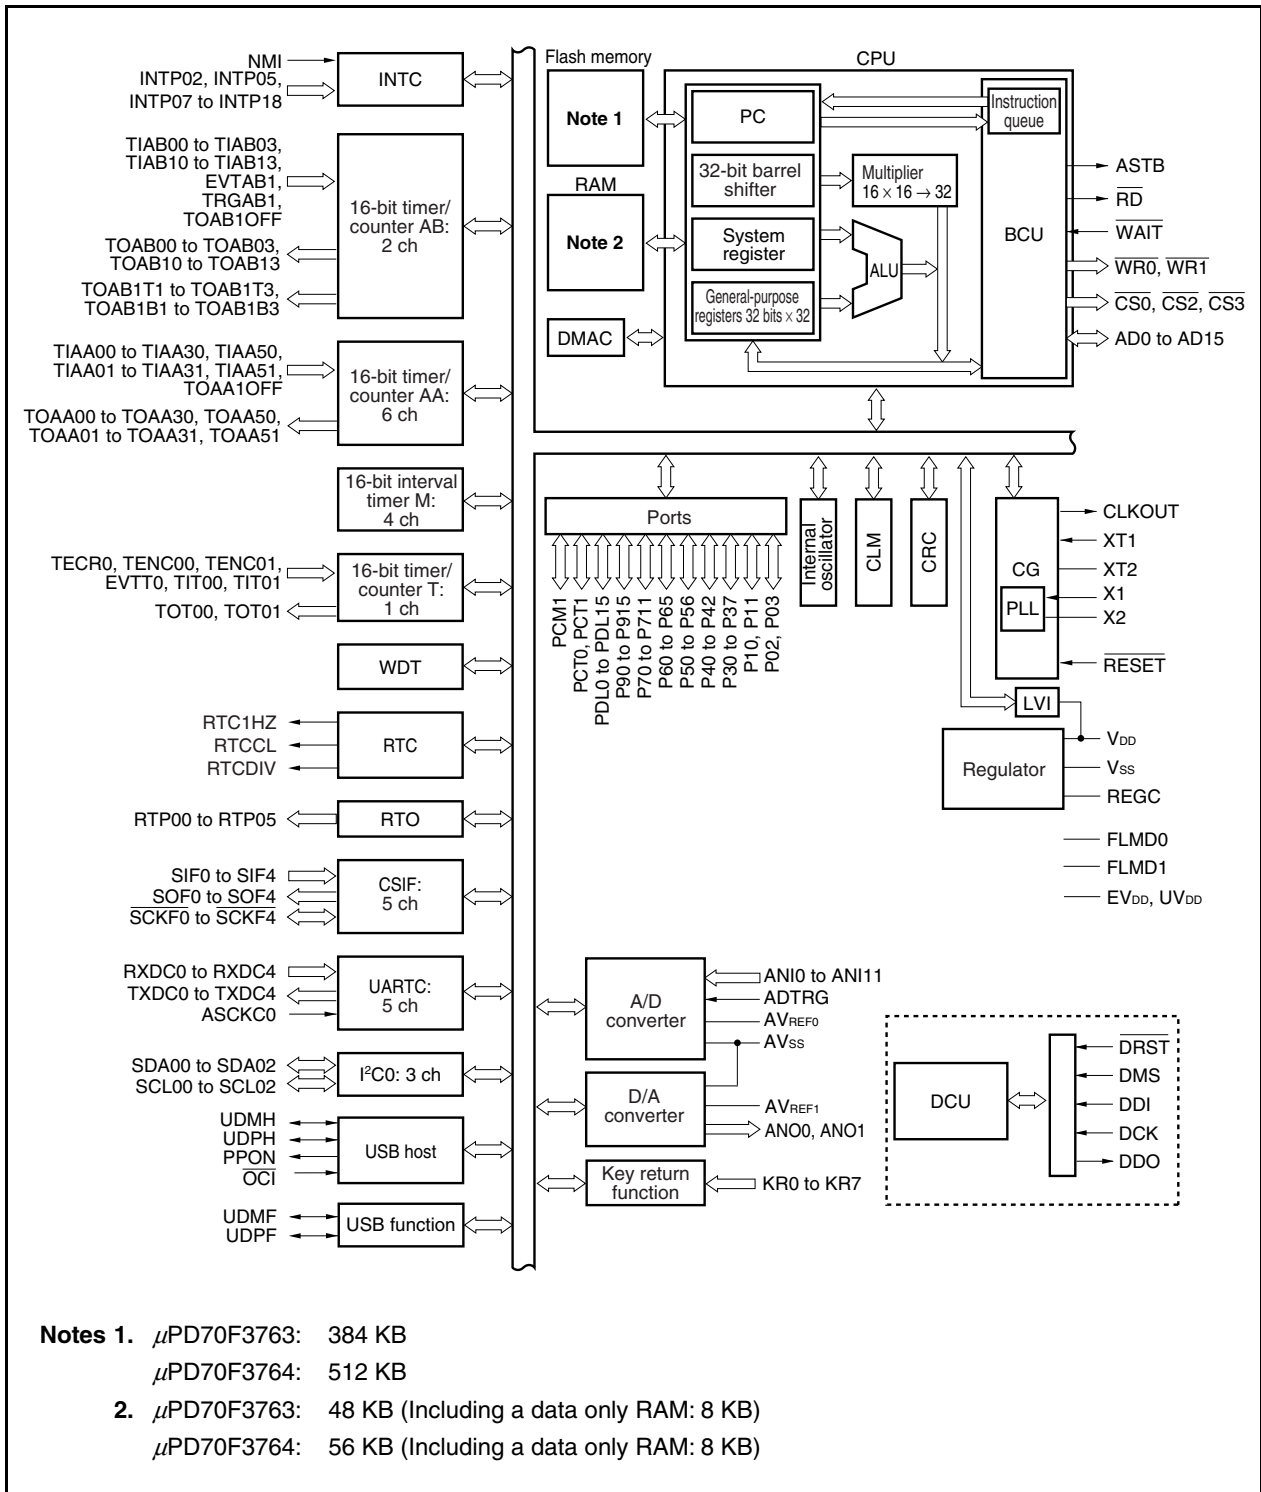 NMI
INTP02, INTP05,
INTP07 to INTP18
INTC
TIAB00 to TIAB03,
TIAB10 to TIAB13,
EVTAB1,
TRGAB1,
TOAB1OFF
TOAB00 to TOAB03,
TOAB10 to TOAB13
TOAB1T1 to TOAB1T3,
TOAB1B1 to TOAB1B3
16-bit timer/
counter AB:
2 ch
TIAA00 to TIAA30, TIAA50,
TIAA01 to TIAA31, TIAA51,
TOAA1OFF
TOAA00 to TOAA30, TOAA50,
TOAA01 to TOAA31, TOAA51
16-bit timer/
counter AA:
6 ch
16-bit interval
timer M:
4 ch
TECR0, TENC00, TENC01,
EVTT0, TIT00, TIT01
TOT00, TOT01
16-bit timer/
counter T:
1 ch
WDT
RTC1HZ
RTCCL
RTCDIV
RTC
RTP00 to RTP05
RTO
SIF0 to SIF4
SOF0 to SOF4
S̅C̅K̅F̅0̅ to S̅C̅K̅F̅4̅
CSIF:
5 ch
RXDC0 to RXDC4
TXDC0 to TXDC4
ASCKC0
UARTC:
5 ch
SDA00 to SDA02
SCL00 to SCL02
I²C0: 3 ch
UDMH
UDPH
PPON
O̅C̅I̅
USB host
UDMF
UDPF
USB function
Flash memory
Note 1
RAM
Note 2
DMAC
CPU
PC
32-bit barrel
shifter
System
register
General-purpose
registers 32 bits × 32
Multiplier
16 × 16 → 32
ALU
Instruction
queue
BCU
ASTB
R̅D̅
W̅A̅I̅T̅
W̅R̅0̅, W̅R̅1̅
C̅S̅0̅, C̅S̅2̅, C̅S̅3̅
AD0 to AD15
Ports
PCM1
PCT0, PCT1
PDL0 to PDL15
P90 to P915
P70 to P711
P60 to P65
P50 to P56
P40 to P42
P30 to P37
P10, P11
P02, P03
Internal
oscillator
CLM
CRC
CG
PLL
CLKOUT
XT1
XT2
X1
X2
R̅E̅S̅E̅T̅
LVI
Regulator
VDD
VSS
REGC
FLMD0
FLMD1
EVDD, UVDD
A/D
converter
ANI0 to ANI11
ADTRG
AVREF0
AVSS
D/A
converter
AVREF1
ANO0, ANO1
Key return
function
KR0 to KR7
DCU
D̅R̅S̅T̅
DMS
DDI
DCK
DDO
Notes 1. μPD70F3763: 384 KB
μPD70F3764: 512 KB
2. μPD70F3763: 48 KB (Including a data only RAM: 8 KB)
μPD70F3764: 56 KB (Including a data only RAM: 8 KB)